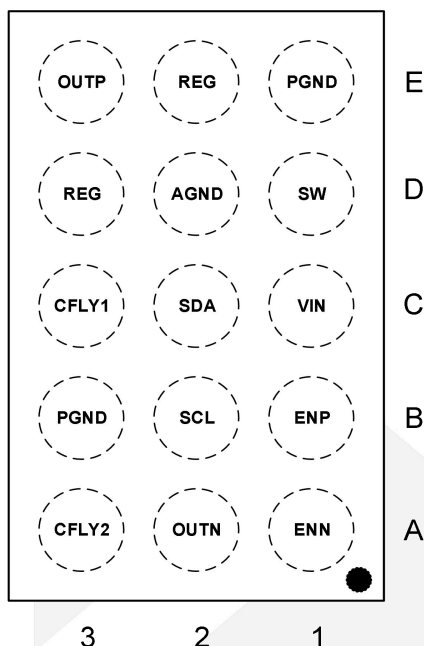 OUTP REG PGND E
REG AGND SW D
CFLY1 SDA VIN C
PGND SCL ENP B
CFLY2 OUTN ENN A
3 2 1